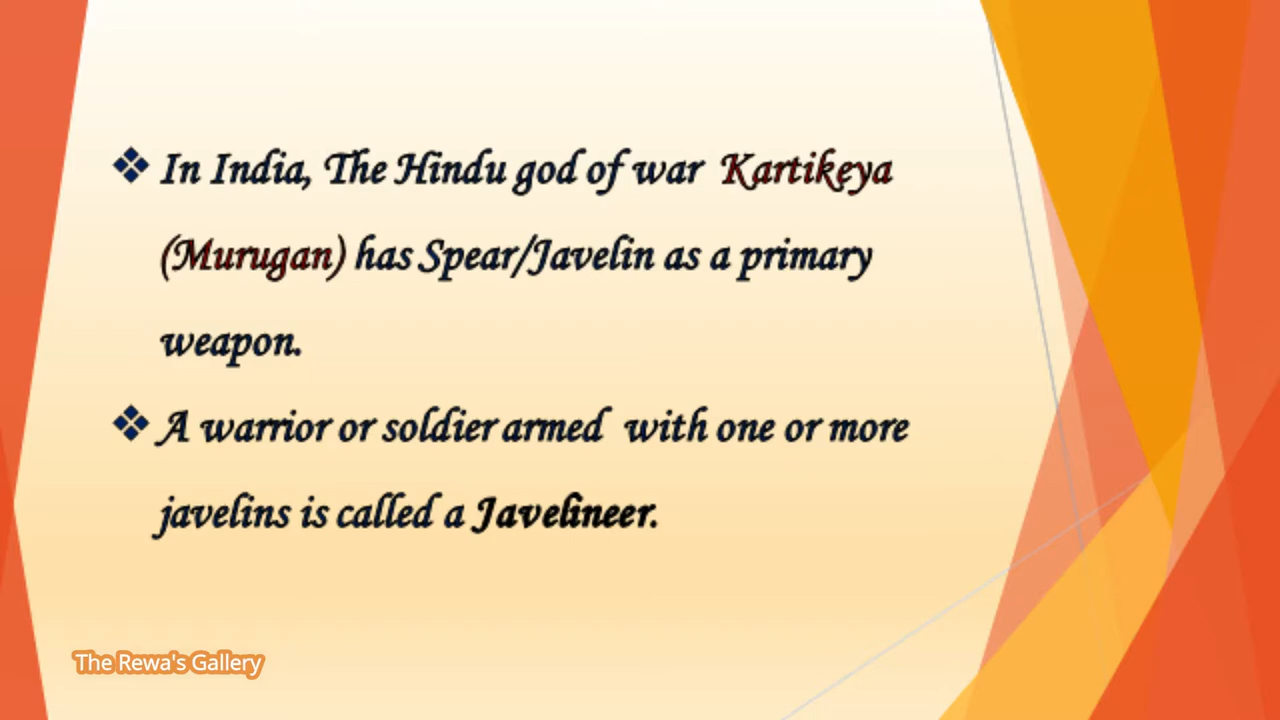 In India, The Hindu god of war Kartikeya
(Murugan) has Spear/Javelin as a primary
weapon.
A warrior or soldier armed with one or more
javelins is called a Javelineer.
The Rewa's Gallery